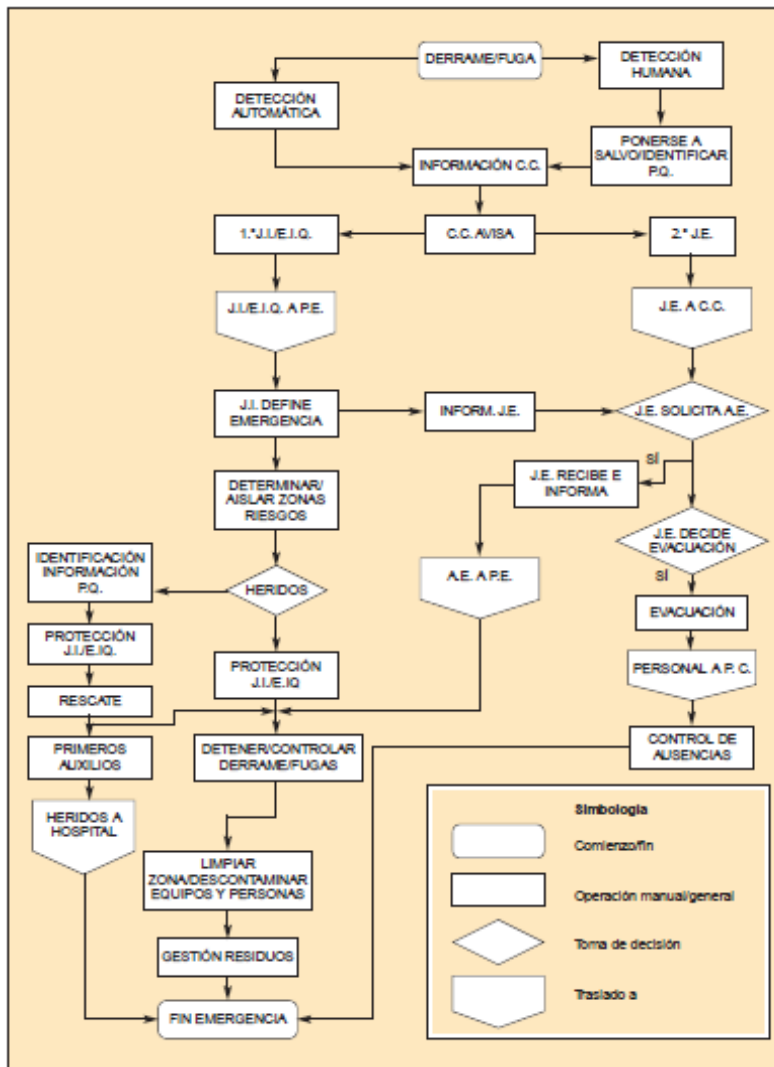 DERRAME/FUGA
DETECCIÓN
HUMANA
DETECCIÓN
AUTOMÁTICA
PONERSE A
SALVO/IDENTIFICAR
P.Q.
INFORMACIÓN C.C.
1.º J.I./E.I.Q.
C.C. AVISA
2.º J.E.
J.I./E.I.Q. A P.E.
J.E. A C.C.
J.I. DEFINE
EMERGENCIA
INFORM. J.E.
J.E. SOLICITA A.E.
SÍ
J.E. RECIBE E
INFORMA
DETERMINAR/
AISLAR ZONAS
RIESGOS
J.E. DECIDE
EVACUACIÓN
SÍ
IDENTIFICACIÓN
INFORMACIÓN
P.Q.
HERIDOS
A.E. A P.E.
EVACUACIÓN
PROTECCIÓN
J.I./E.IQ.
PROTECCIÓN
J.I./E.IQ
PERSONAL A P. C.
RESCATE
PRIMEROS
AUXILIOS
DETENER/CONTROLAR
DERRAME/FUGAS
CONTROL DE
AUSENCIAS
HERIDOS A
HOSPITAL
LIMPIAR
ZONA/DESCONTAMINAR
EQUIPOS Y PERSONAS
GESTIÓN RESIDUOS
FIN EMERGENCIA
Simbología
Comienzo/fin
Operación manual/general
Toma de decisión
Traslado a